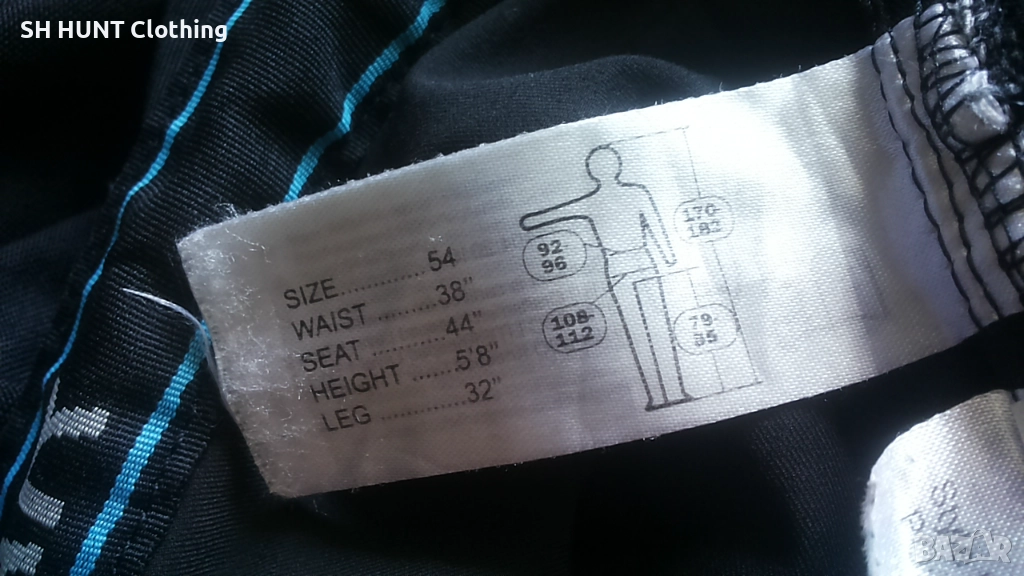 SH HUNT Clothing
SIZE..............54
WAIST .........38"
SEAT ...........44"
HEIGHT .......5'8"
LEG .............32"
92
96
108-
112
170
182
79
85
BAZAR